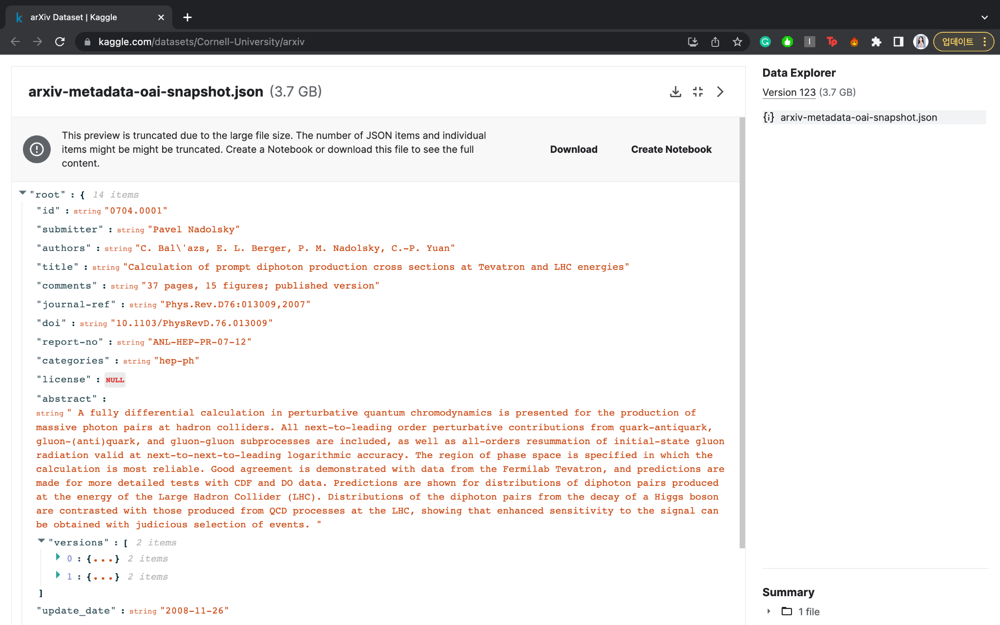 arXiv Dataset | Kaggle
kaggle.com/datasets/Cornell-University/arxiv
업데이트
arxiv-metadata-oai-snapshot.json (3.7 GB)
This preview is truncated due to the large file size. The number of JSON items and individual
items might be might be truncated. Create a Notebook or download this file to see the full
content.
Download
Create Notebook
"root" : { 14 items
"id" : string "0704.0001"
"submitter" : string "Pavel Nadolsky"
"authors" : string "C. Bal\'azs, E. L. Berger, P. M. Nadolsky, C.-P. Yuan"
"title" : string "Calculation of prompt diphoton production cross sections at Tevatron and LHC energies"
"comments" : string "37 pages, 15 figures; published version"
"journal-ref" : string "Phys.Rev.D76:013009,2007"
"doi" : string "10.1103/PhysRevD.76.013009"
"report-no" : string "ANL-HEP-PR-07-12"
"categories" : string "hep-ph"
"license" : NULL
"abstract" :
string " A fully differential calculation in perturbative quantum chromodynamics is presented for the production of
massive photon pairs at hadron colliders. All next-to-leading order perturbative contributions from quark-antiquark,
gluon-(anti)quark, and gluon-gluon subprocesses are included, as well as all-orders resummation of initial-state gluon
radiation valid at next-to-next-to-leading logarithmic accuracy. The region of phase space is specified in which the
calculation is most reliable. Good agreement is demonstrated with data from the Fermilab Tevatron, and predictions are
made for more detailed tests with CDF and DO data. Predictions are shown for distributions of diphoton pairs produced
at the energy of the Large Hadron Collider (LHC). Distributions of the diphoton pairs from the decay of a Higgs boson
are contrasted with those produced from QCD processes at the LHC, showing that enhanced sensitivity to the signal can
be obtained with judicious selection of events. "
"versions" : [ 2 items
0 : {...} 2 items
1 : {...} 2 items
]
"update_date" : string "2008-11-26"
Data Explorer
Version 123 (3.7 GB)
{i} arxiv-metadata-oai-snapshot.json
Summary
1 file